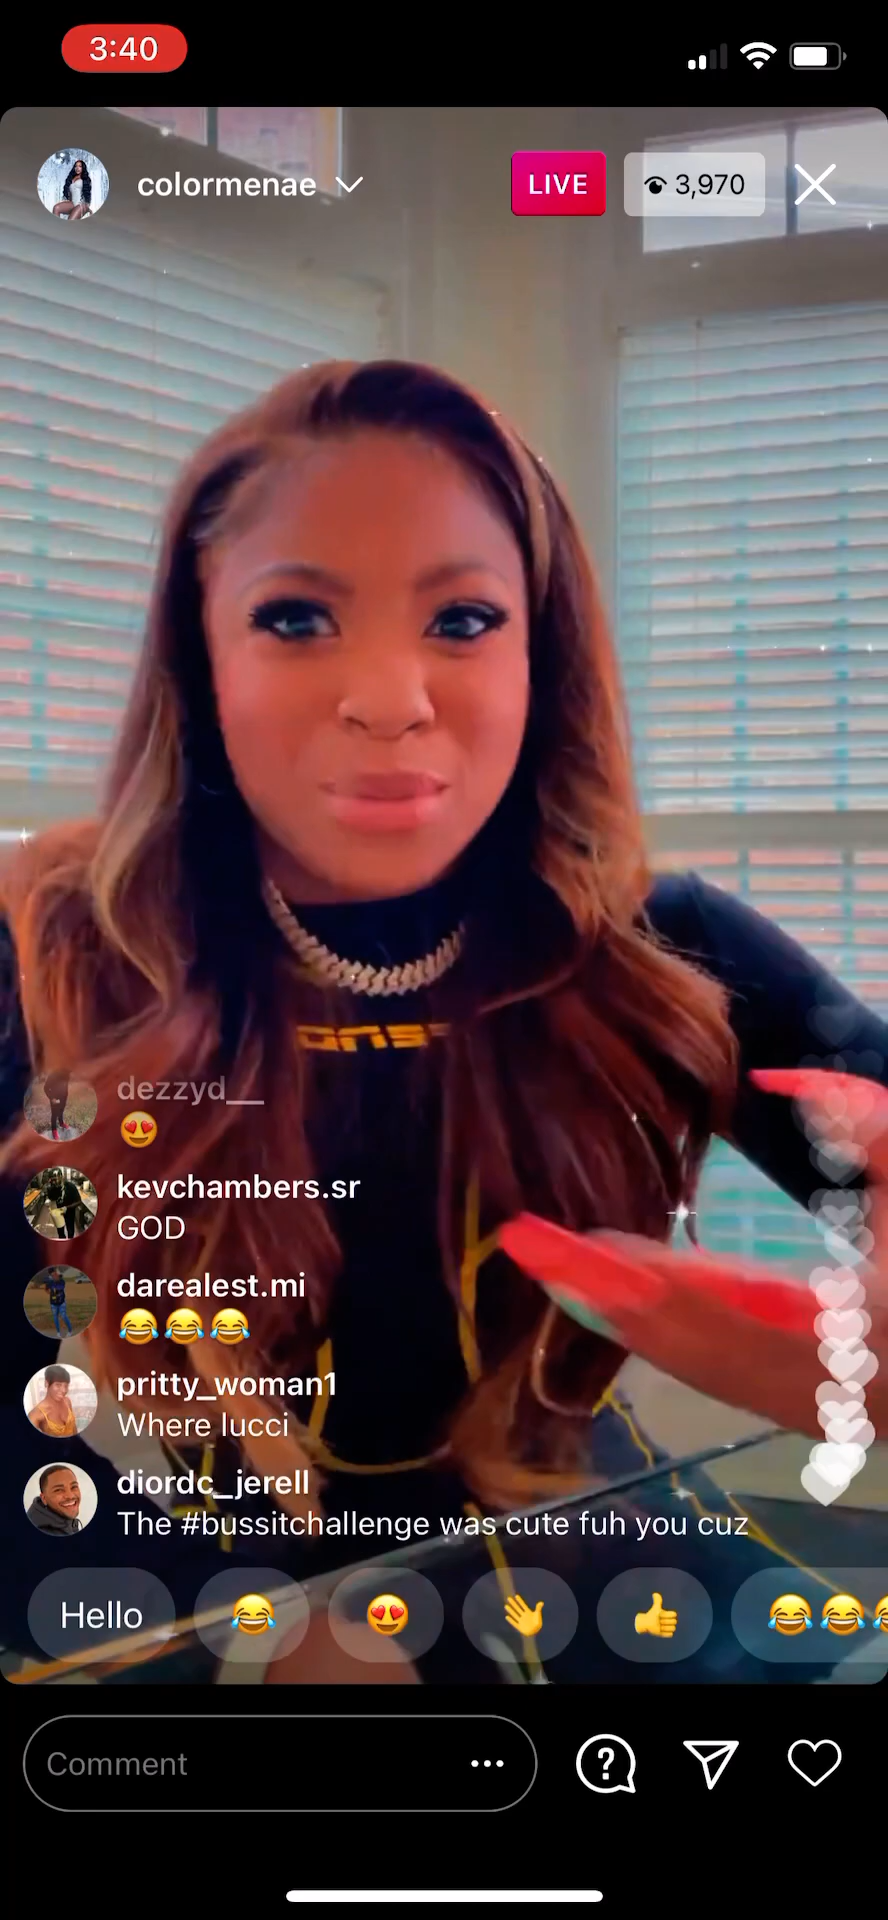 3:40
colormenae
LIVE
3,970
dezzyd__
😍
kevchambers.sr
GOD
darealest.mi
😂😂😂
pritty_woman1
Where lucci
diordc_jerell
The #bussitchallenge was cute fuh you cuz
Hello
Comment